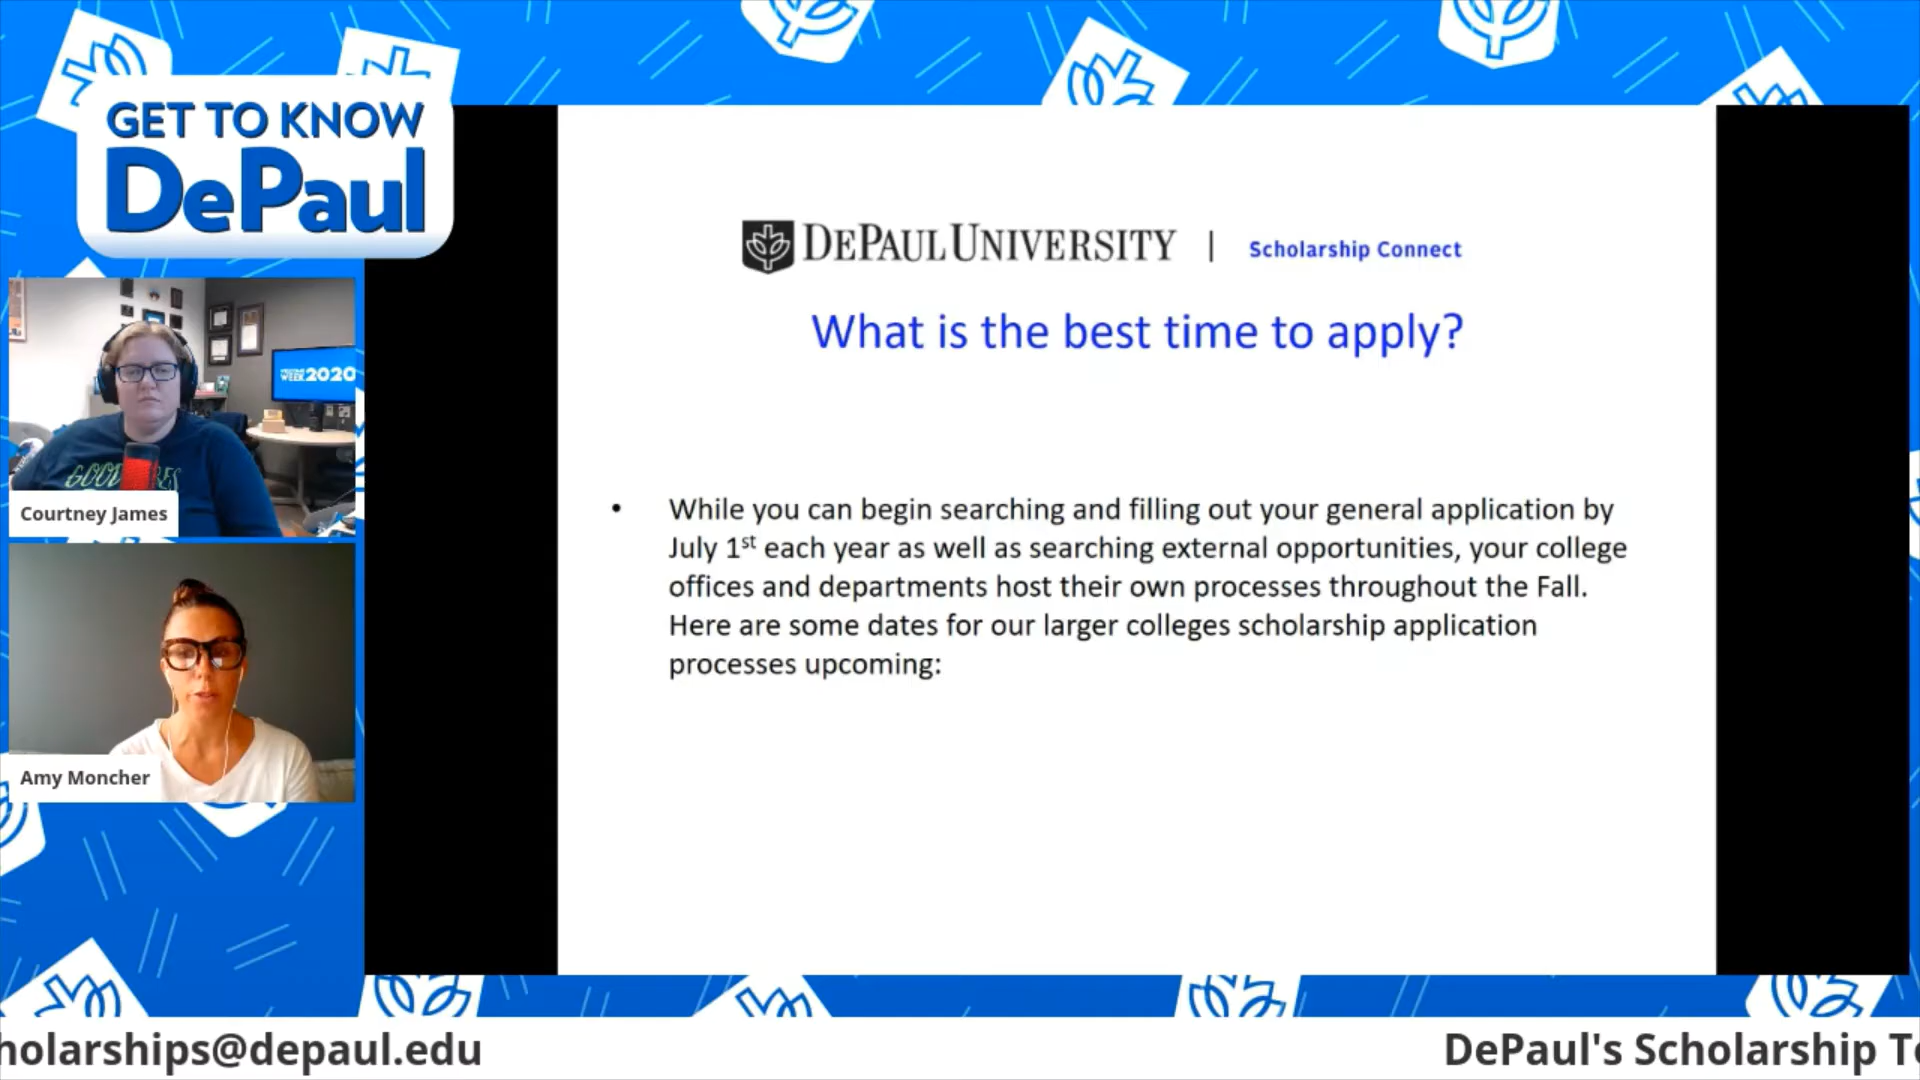 GET TO KNOW
DePaul
DEPAUL UNIVERSITY | Scholarship Connect
What is the best time to apply?
• While you can begin searching and filling out your general application by
July 1st each year as well as searching external opportunities, your college
offices and departments host their own processes throughout the Fall.
Here are some dates for our larger colleges scholarship application
processes upcoming:
WEEK 2020
GOOD
Courtney James
Amy Moncher
holarships@depaul.edu
DePaul's Scholarship